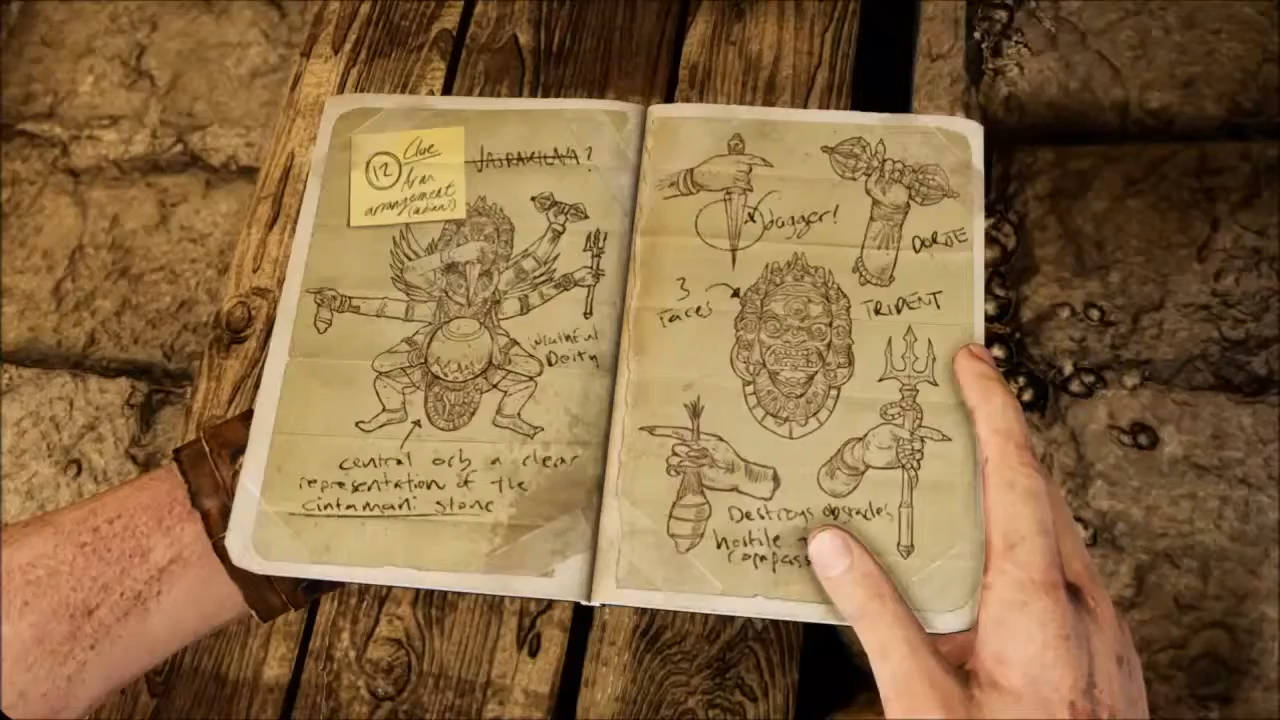 12
Clue
Arm
arrangement
(indian?)
VAJRAKILAYA?
Wrathful
Deity
central orb a clear
representation of the
Cintamani stone
Dagger!
DORJE
3
Faces
TRIDENT
Destroys obstacles
hostile
compass